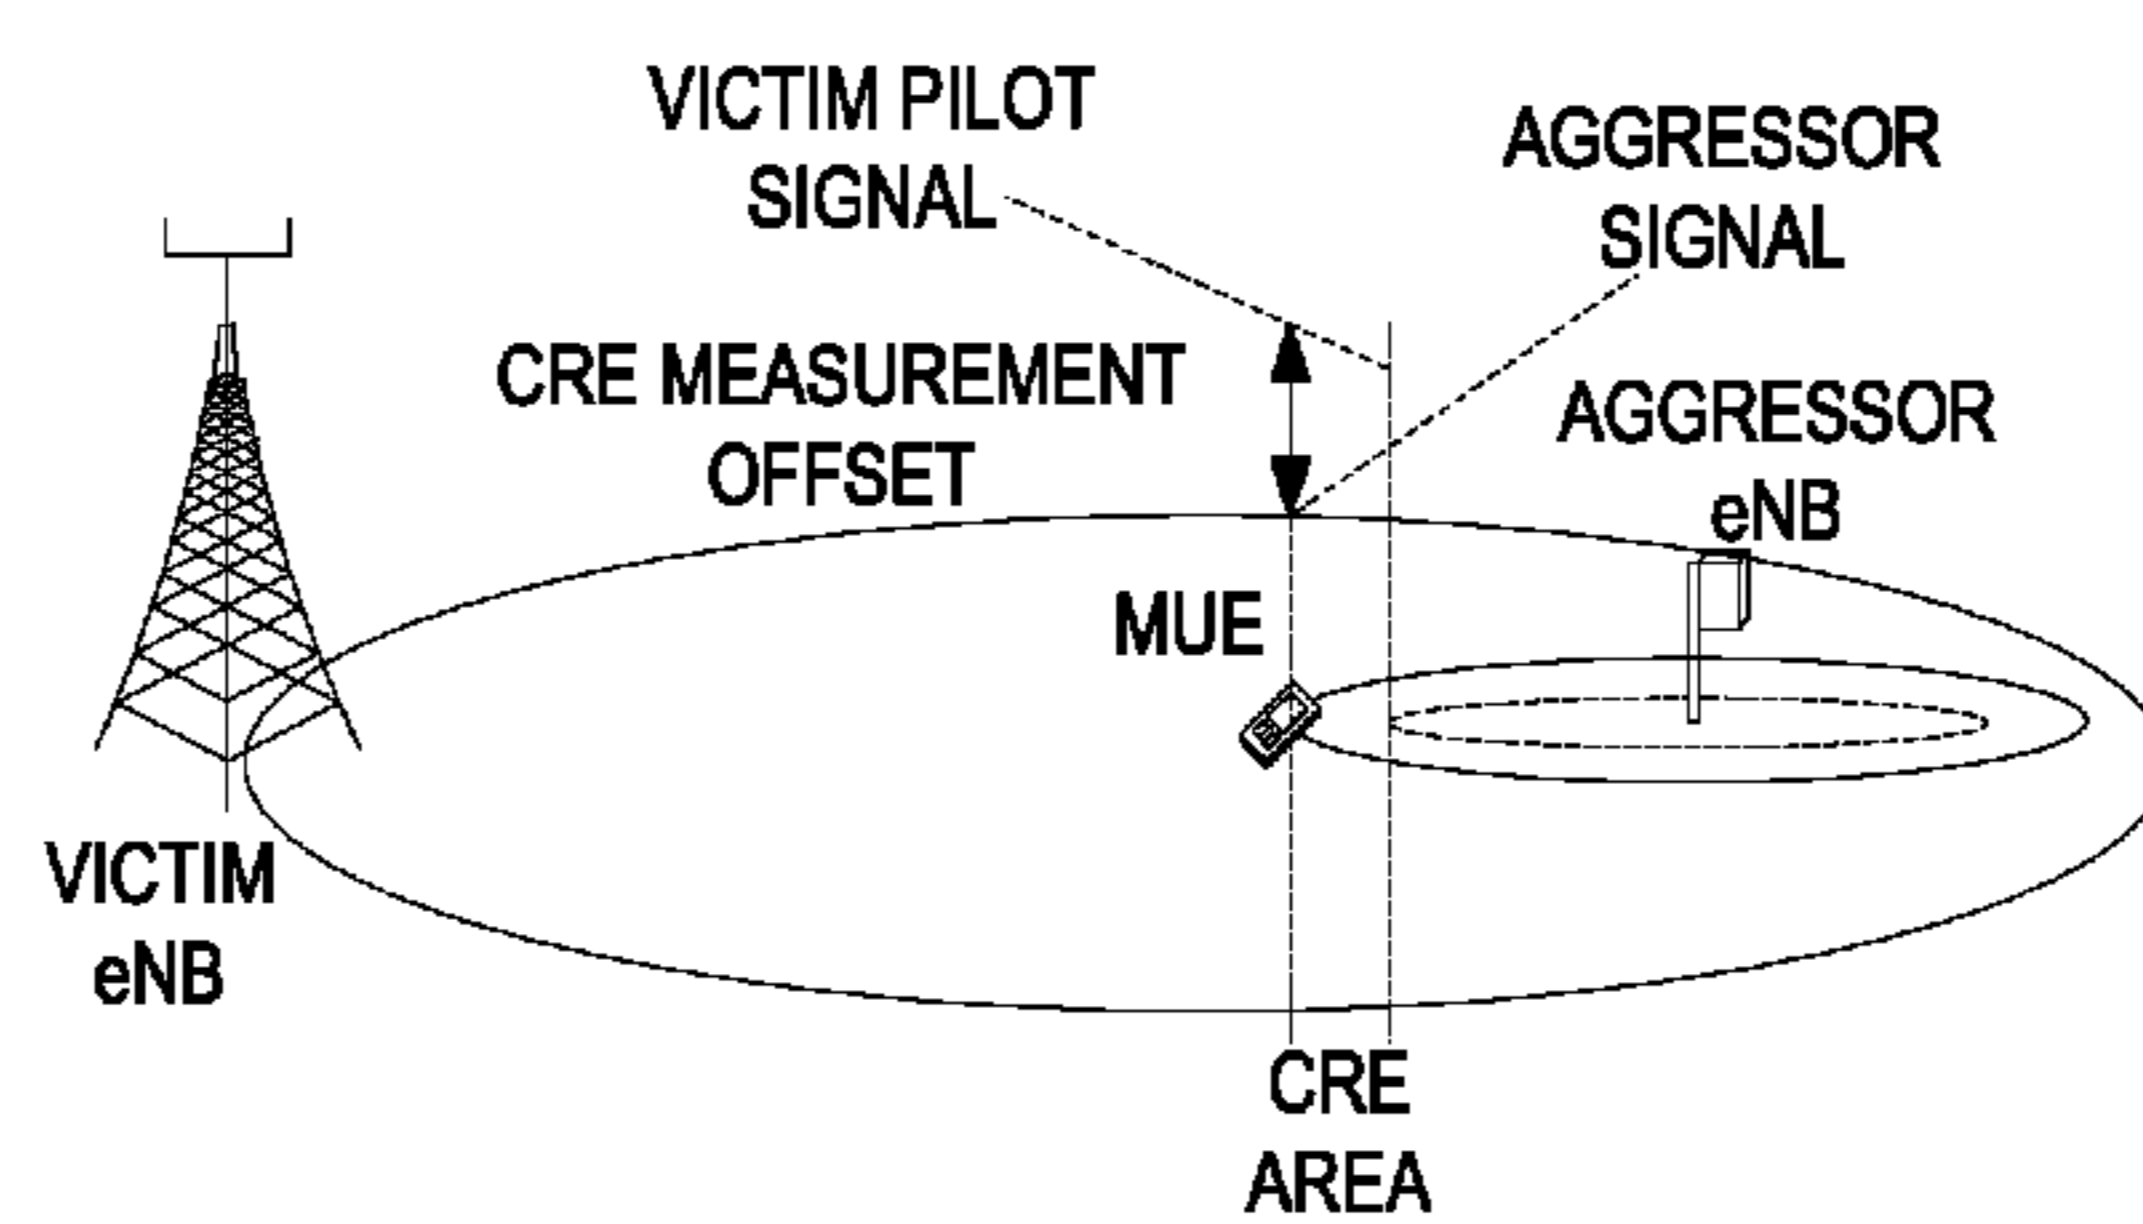 VICTIM PILOT
SIGNAL
AGGRESSOR
SIGNAL
CRE MEASUREMENT
OFFSET
AGGRESSOR
eNB
MUE
VICTIM
eNB
CRE
AREA